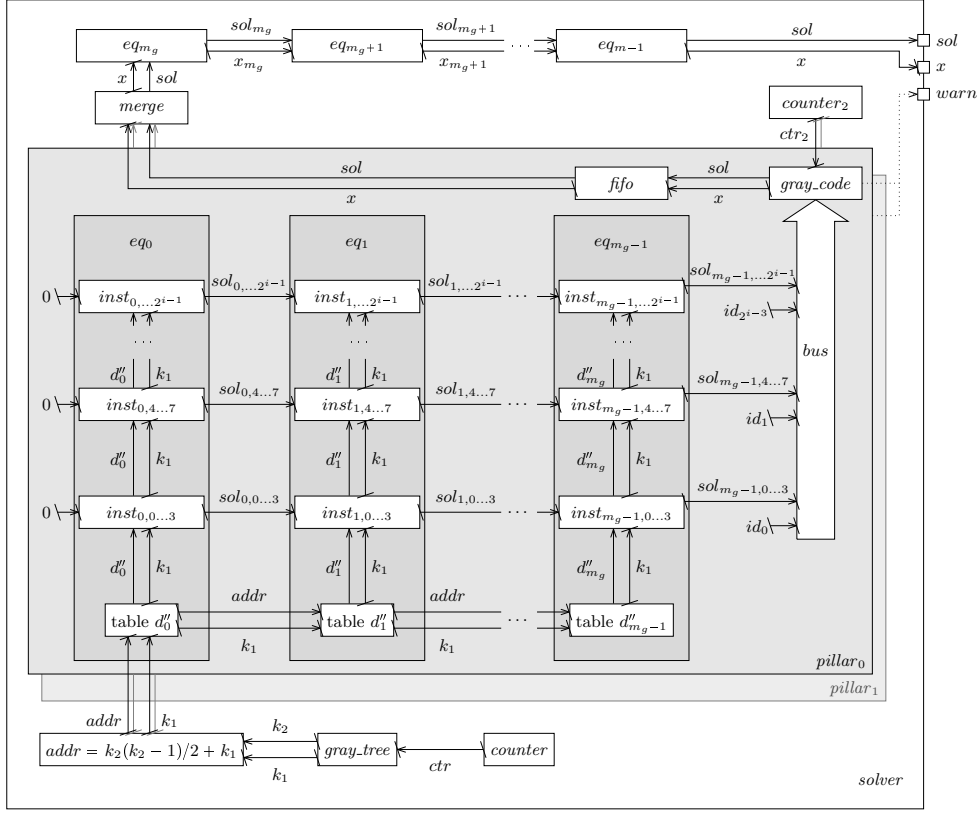 sol_{m_g} sol_{m_g+1} sol
eq_{m_g} eq_{m_g+1} · · · eq_{m−1} sol
x_{m_g} x_{m_g+1} x x
x sol warn
merge counter_2
ctr_2
sol sol
fifo gray_code
x x
eq_0 eq_1 eq_{m_g−1}
sol_{0,...2^{i-1}} sol_{1,...2^{i-1}} sol_{m_g−1,...2^{i-1}}
0 inst_{0,...2^{i-1}} inst_{1,...2^{i-1}} · · · inst_{m_g−1,...2^{i-1}}
id_{2^{i-3}}
· · · · · · · · · bus
d''_0 k_1 d''_1 k_1 d''_{m_g} k_1
sol_{0,4...7} sol_{1,4...7} sol_{m_g−1,4...7}
0 inst_{0,4...7} inst_{1,4...7} · · · inst_{m_g−1,4...7}
id_1
d''_0 k_1 d''_1 k_1 d''_{m_g} k_1
sol_{0,0...3} sol_{1,0...3} sol_{m_g−1,0...3}
0 inst_{0,0...3} inst_{1,0...3} · · · inst_{m_g−1,0...3}
id_0
d''_0 k_1 d''_1 k_1 d''_{m_g} k_1
addr addr
table d''_0 table d''_1 · · · table d''_{m_g−1}
k_1 k_1
pillar_0
pillar_1
addr k_1
k_2
addr = k_2(k_2 − 1)/2 + k_1 gray_tree counter
k_1 ctr
solver